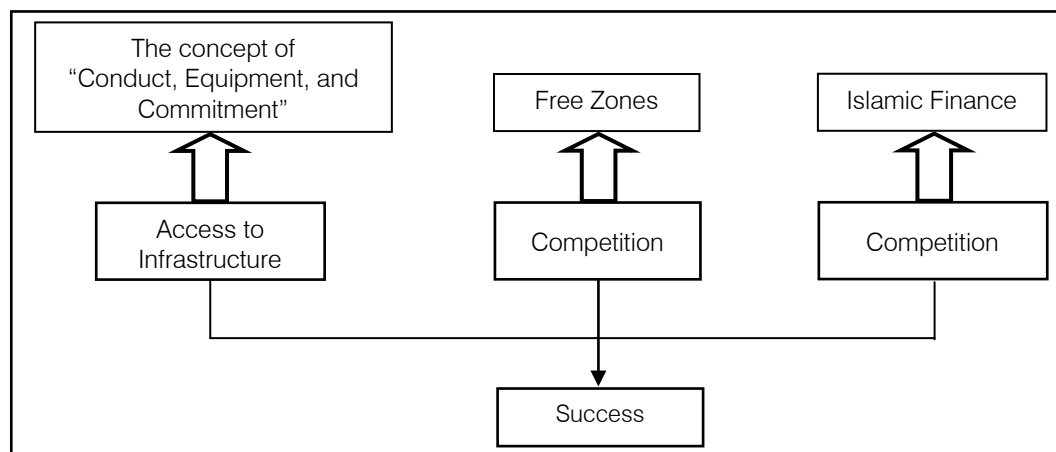 The concept of
“Conduct, Equipment, and
Commitment”
Free Zones
Islamic Finance
Access to
Infrastructure
Competition
Competition
Success